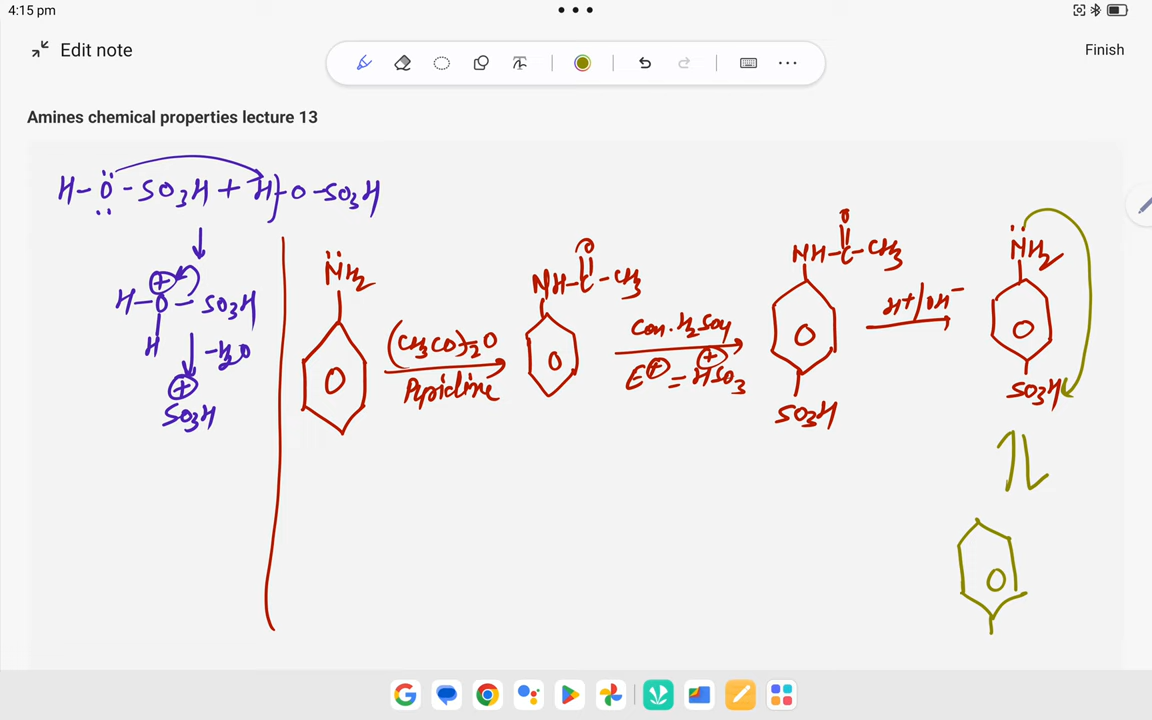 4:15 pm
Edit note
Finish
Amines chemical properties lecture 13
H-O-SO3H + H-O-SO3H
H-O-SO3H
H
-H2O
+
SO3H
NH2
(CH3CO)2O
Pyridine
NH-C-CH3
O
Con. H2SO4
E+ = HSO3
NH-C-CH3
O
SO3H
H+/OH-
NH2
SO3H